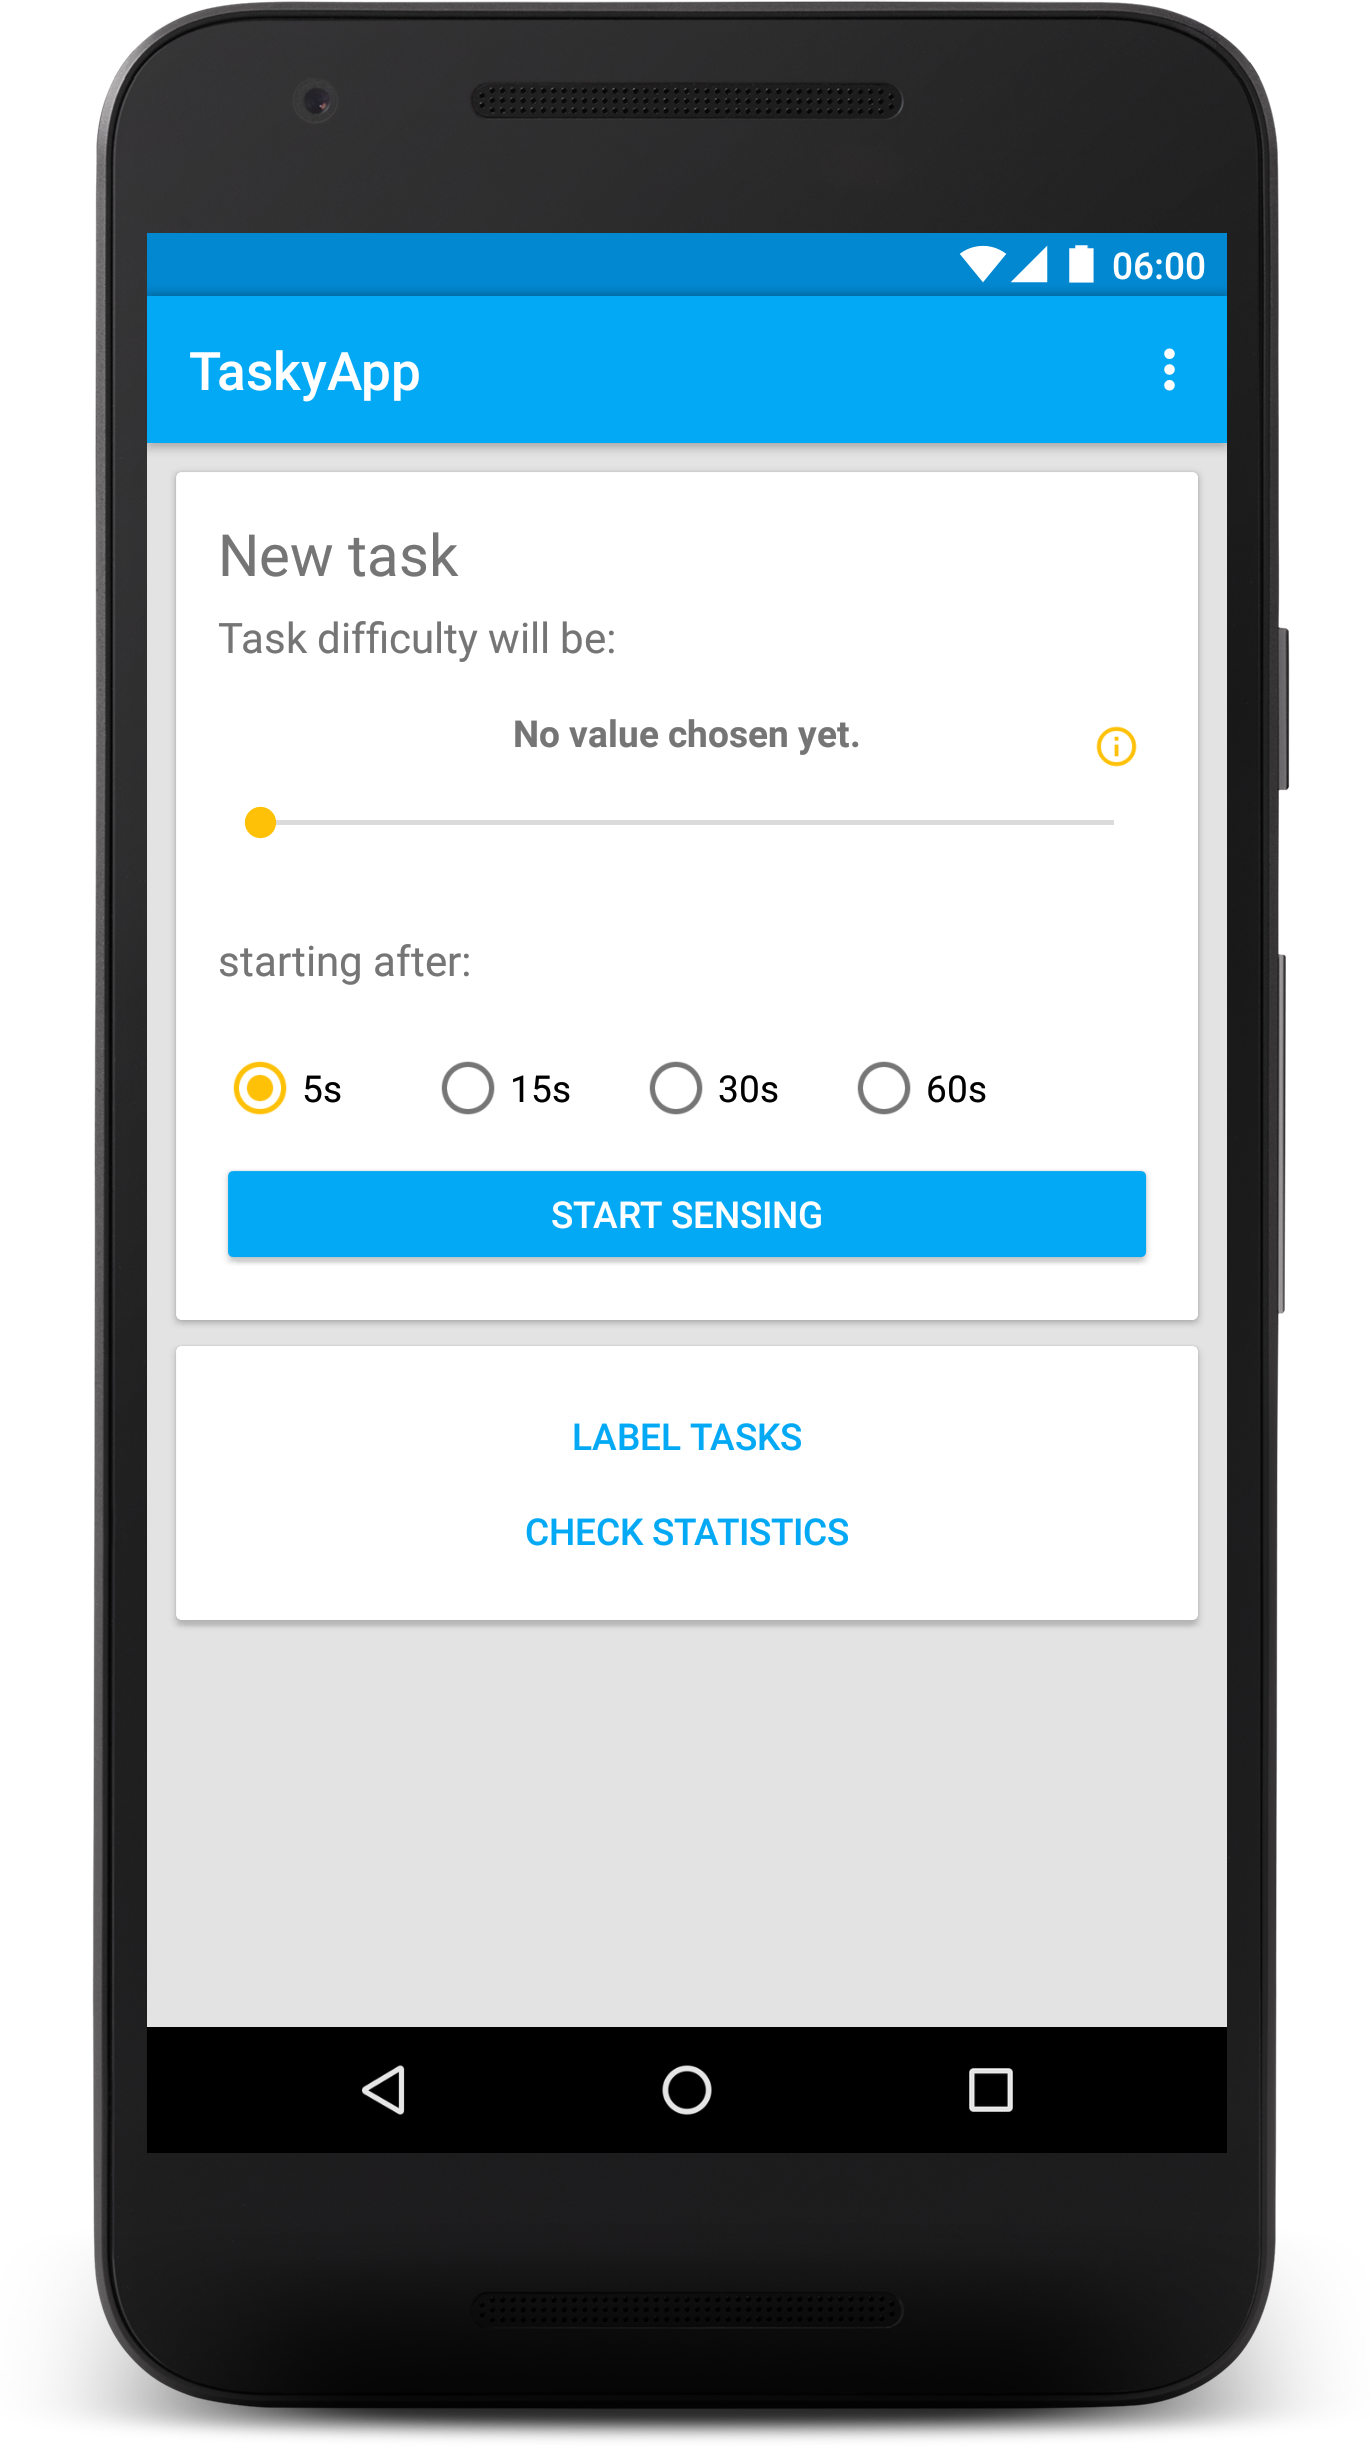 06:00
TaskyApp
New task
Task difficulty will be:
No value chosen yet.
starting after:
5s 15s 30s 60s
START SENSING
LABEL TASKS
CHECK STATISTICS